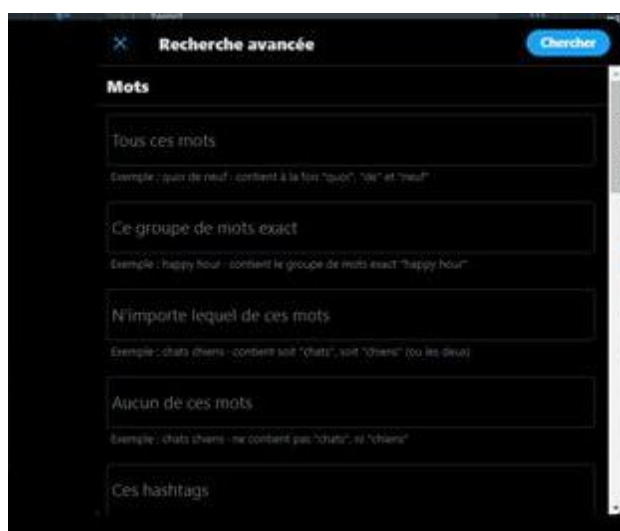 Recherche avancée
Chercher
Mots
Tous ces mots
Exemple : quoi de neuf · contient à la fois "quoi", "de" et "neuf"
Ce groupe de mots exact
Exemple : happy hour · contient le groupe de mots exact "happy hour"
N'importe lequel de ces mots
Exemple : chats chiens · contient soit "chats", soit "chiens" (ou les deux)
Aucun de ces mots
Exemple : chats chiens · ne contient pas "chats", ni "chiens"
Ces hashtags